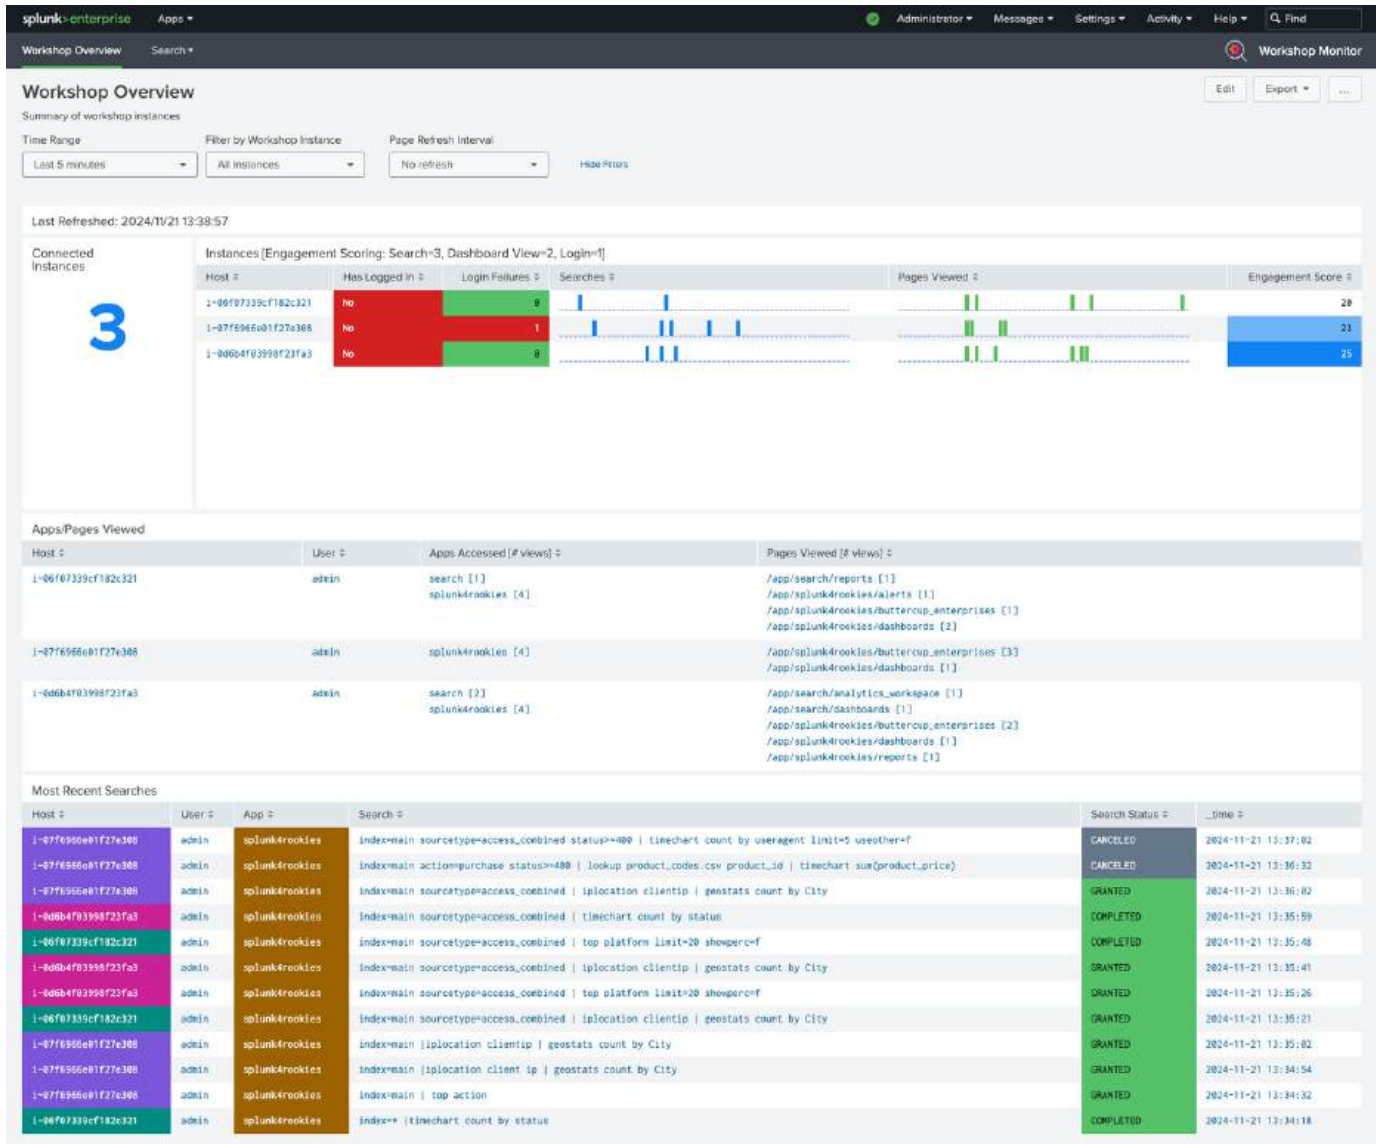 splunk>enterprise Apps Administrator Messages Settings Activity Help Find
Workshop Overview Search Workshop Monitor
Workshop Overview
Edit Export ...
Summary of workshop instances
Time Range Filter by Workshop Instance Page Refresh Interval
Last 5 minutes All instances No refresh Hide Filters
Last Refreshed: 2024/11/21 13:38:57
Connected Instances
3
Instances [Engagement Scoring: Search=3, Dashboard View=2, Login=1]
Host Has Logged In Login Failures Searches Pages Viewed Engagement Score
i-06f07339cf182c321 No 0 20
i-07f6966e01f27e308 No 1 23
i-0d6b4f03998f23fa3 No 0 25
Apps/Pages Viewed
Host User Apps Accessed [# views] Pages Viewed [# views]
i-06f07339cf182c321 admin search [1] /app/search/reports [1]
splunk4rookies [4] /app/splunk4rookies/alerts [1]
/app/splunk4rookies/buttercup_enterprises [1]
/app/splunk4rookies/dashboards [2]
i-07f6966e01f27e308 admin splunk4rookies [4] /app/splunk4rookies/buttercup_enterprises [3]
/app/splunk4rookies/dashboards [1]
i-0d6b4f03998f23fa3 admin search [2] /app/search/analytics_workspace [1]
splunk4rookies [4] /app/search/dashboards [1]
/app/splunk4rookies/buttercup_enterprises [2]
/app/splunk4rookies/dashboards [1]
/app/splunk4rookies/reports [1]
Most Recent Searches
Host User App Search Search Status _time
i-07f6966e01f27e308 admin splunk4rookies index=main sourcetype=access_combined status>=400 | timechart count by useragent limit=5 useother=f CANCELED 2024-11-21 13:37:02
i-07f6966e01f27e308 admin splunk4rookies index=main action=purchase status>=400 | lookup product_codes.csv product_id | timechart sum(product_price) CANCELED 2024-11-21 13:36:32
i-07f6966e01f27e308 admin splunk4rookies index=main sourcetype=access_combined | iplocation clientip | geostats count by City GRANTED 2024-11-21 13:36:02
i-0d6b4f03998f23fa3 admin splunk4rookies index=main sourcetype=access_combined | timechart count by status COMPLETED 2024-11-21 13:35:59
i-06f07339cf182c321 admin splunk4rookies index=main sourcetype=access_combined | top platform limit=20 showperc=f COMPLETED 2024-11-21 13:35:48
i-0d6b4f03998f23fa3 admin splunk4rookies index=main sourcetype=access_combined | iplocation clientip | geostats count by City GRANTED 2024-11-21 13:35:41
i-0d6b4f03998f23fa3 admin splunk4rookies index=main sourcetype=access_combined | top platform limit=20 showperc=f GRANTED 2024-11-21 13:35:26
i-06f07339cf182c321 admin splunk4rookies index=main sourcetype=access_combined | iplocation clientip | geostats count by City GRANTED 2024-11-21 13:35:21
i-07f6966e01f27e308 admin splunk4rookies index=main |iplocation clientip | geostats count by City GRANTED 2024-11-21 13:35:02
i-07f6966e01f27e308 admin splunk4rookies index=main |iplocation client ip | geostats count by City GRANTED 2024-11-21 13:34:54
i-07f6966e01f27e308 admin splunk4rookies index=main | top action GRANTED 2024-11-21 13:34:32
i-06f07339cf182c321 admin splunk4rookies index=* |timechart count by status COMPLETED 2024-11-21 13:34:18